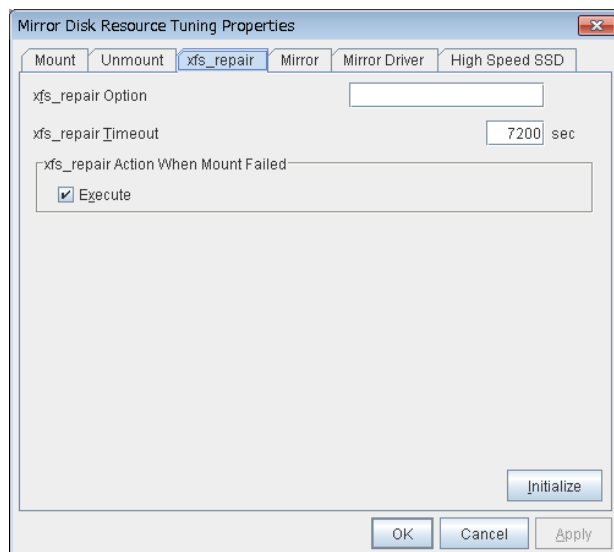 Mirror Disk Resource Tuning Properties
Mount Unmount xfs_repair Mirror Mirror Driver High Speed SSD
xfs_repair Option
xfs_repair Timeout 7200 sec
xfs_repair Action When Mount Failed
Execute
Initialize
OK Cancel Apply